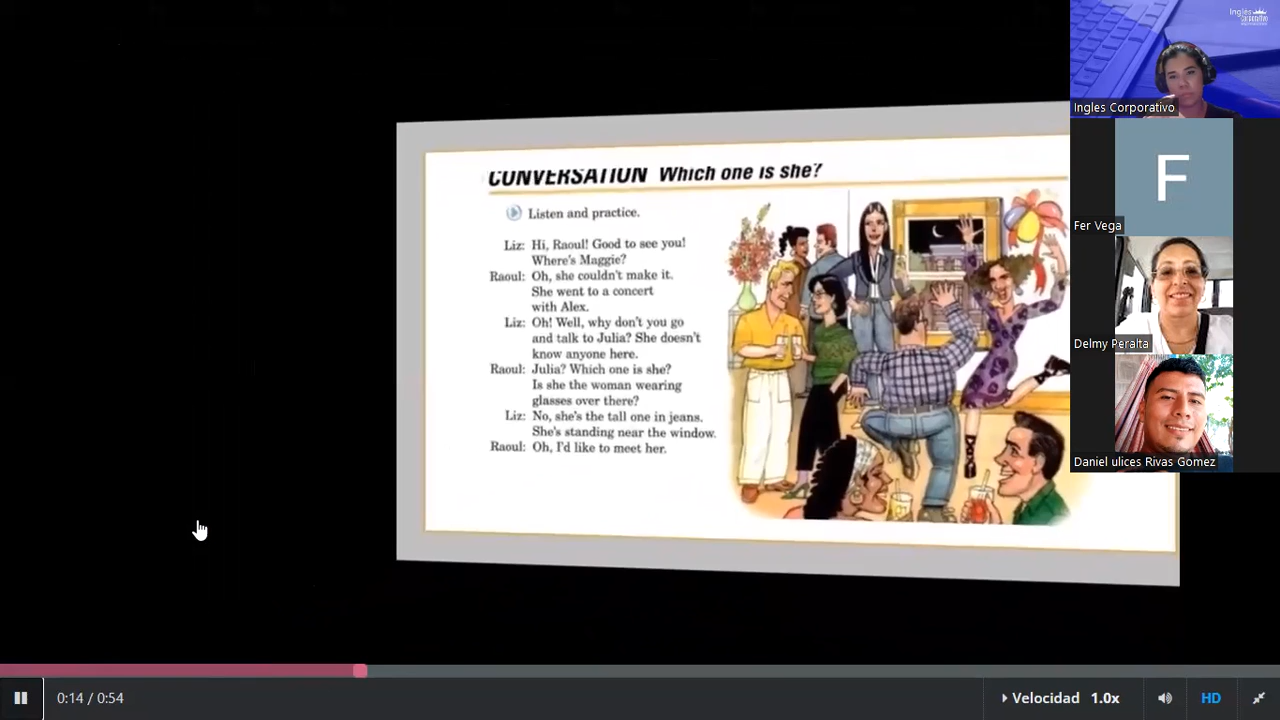 CONVERSATION Which one is she?
Listen and practice.
Liz: Hi, Raoul! Good to see you!
Where's Maggie?
Raoul: Oh, she couldn't make it.
She went to a concert
with Alex.
Liz: Oh! Well, why don't you go
and talk to Julia? She doesn't
know anyone here.
Raoul: Julia? Which one is she?
Is she the woman wearing
glasses over there?
Liz: No, she's the tall one in jeans.
She's standing near the window.
Raoul: Oh, I'd like to meet her.
Ingles
Ingles Corporativo
F
Fer Vega
Delmy Peralta
Daniel ulices Rivas Gomez
0:14 / 0:54
Velocidad 1.0x
HD